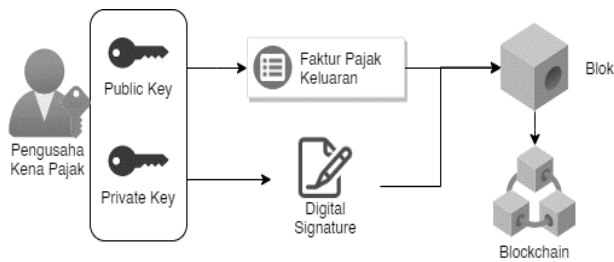 Public Key
Faktur Pajak
Keluaran
Blok
Pengusaha
Kena Pajak
Private Key
Digital
Signature
Blockchain